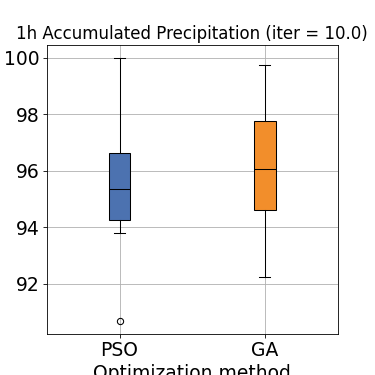 1h Accumulated Precipitation (iter = 10.0)
100
98
96
94
92
PSO GA
Optimization method